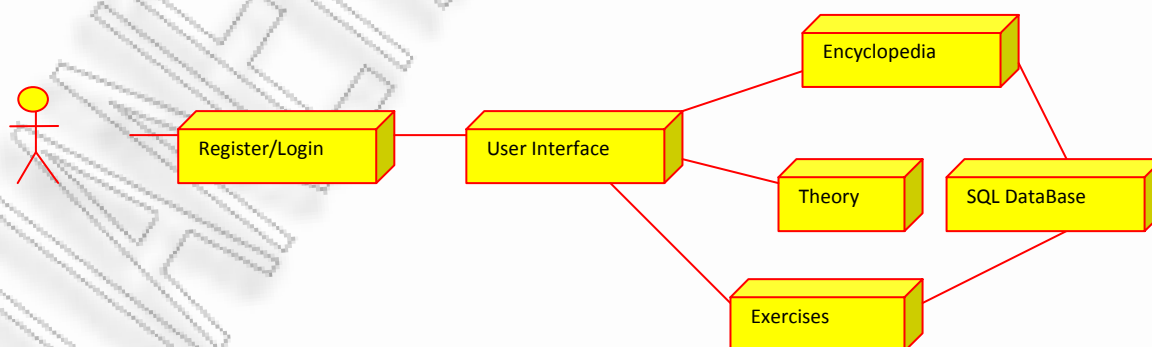 Encyclopedia
Register/Login
User Interface
Theory
SQL DataBase
Exercises